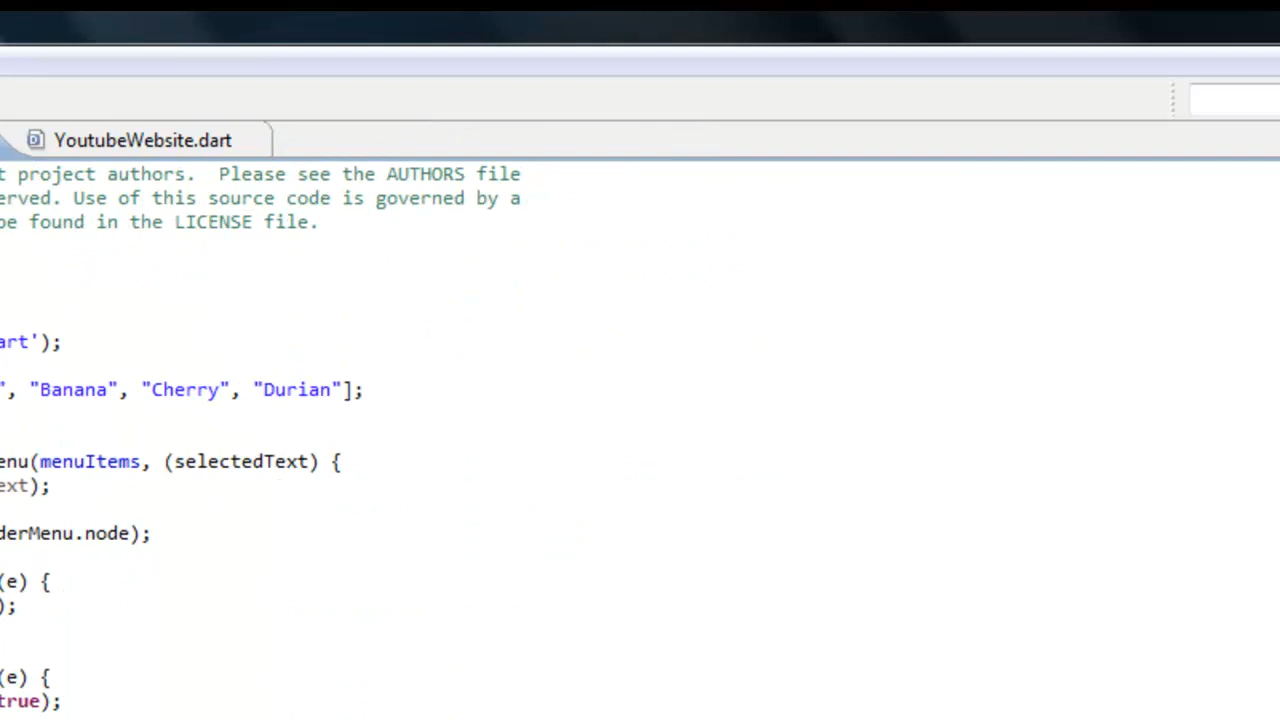 YoutubeWebsite.dart
t project authors.  Please see the AUTHORS file
erved. Use of this source code is governed by a
be found in the LICENSE file.
art');
", "Banana", "Cherry", "Durian"];
enu(menuItems, (selectedText) {
ext);
derMenu.node);
(e) {
);
(e) {
true);